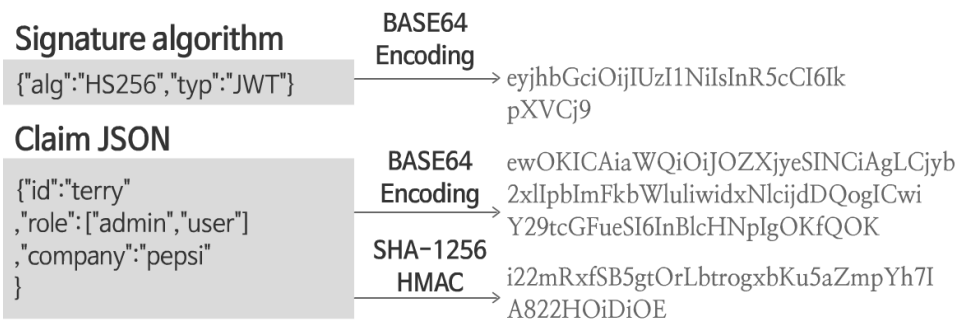 Signature algorithm
BASE64
Encoding
{"alg":"HS256","typ":"JWT"}
eyjhbGciOijIUzI1NiIsInR5cCI6Ik
pXVCj9
Claim JSON
{"id":"terry"
,"role":["admin","user"]
,"company":"pepsi"
}
BASE64
Encoding
ewOKICAiaWQiOiJOZXjyeSINCiAgLCjyb
2xlIpbImFkbWluliwidxNlcijdDQogICwi
Y29tcGFueSI6InBlcHNpIgOKfQOK
SHA-1256
HMAC
i22mRxfSB5gtOrLbtrogxbKu5aZmpYh7I
A822HOiDiOE